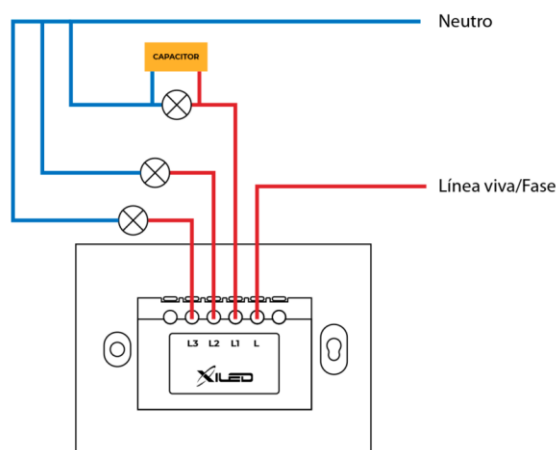 Neutro
CAPACITOR
Línea viva/Fase
L3 L2 L1 L
XILED